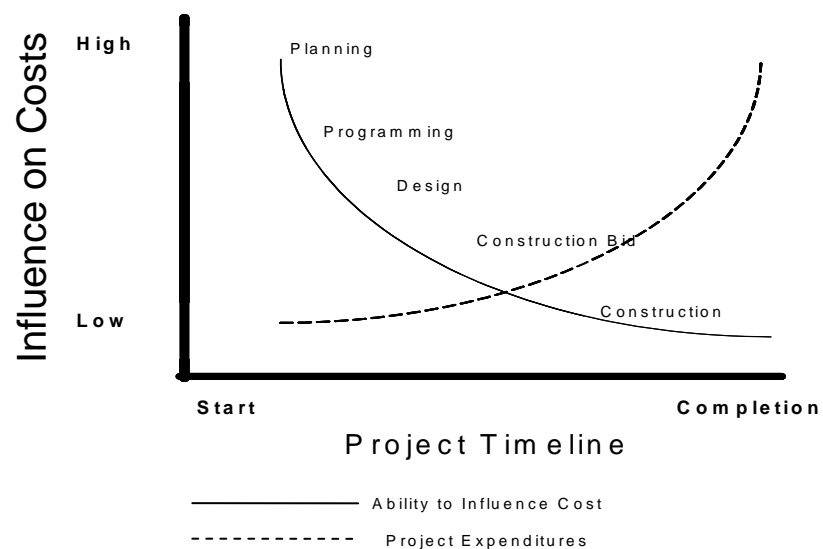 High
Planning
Programming
Design
Construction Bid
Construction
Low
Influence on Costs
Start
Completion
Project Timeline
Ability to Influence Cost
Project Expenditures